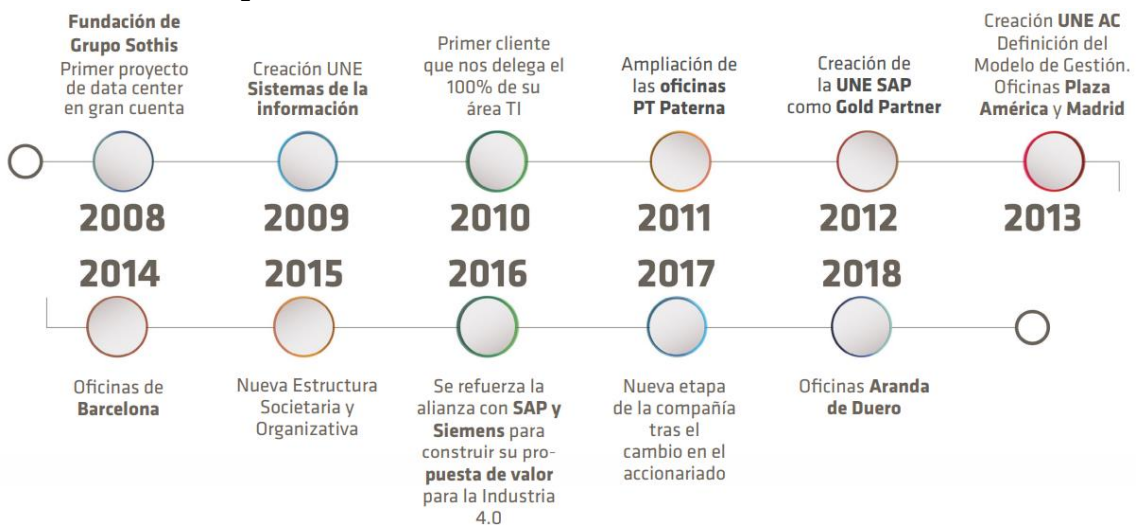 Fundación de
Grupo Sothis
Primer proyecto
de data center
en gran cuenta
2008
Creación UNE
Sistemas de la
información
2009
Primer cliente
que nos delega el
100% de su
área TI
2010
Ampliación de
las oficinas
PT Paterna
2011
Creación de
la UNE SAP
como Gold Partner
2012
Creación UNE AC
Definición del
Modelo de Gestión.
Oficinas Plaza
América y Madrid
2013
2014
Oficinas de
Barcelona
2015
Nueva Estructura
Societaria y
Organizativa
2016
Se refuerza la
alianza con SAP y
Siemens para
construir su pro-
puesta de valor
para la Industria
4.0
2017
Nueva etapa
de la compañía
tras el
cambio en el
accionariado
2018
Oficinas Aranda
de Duero